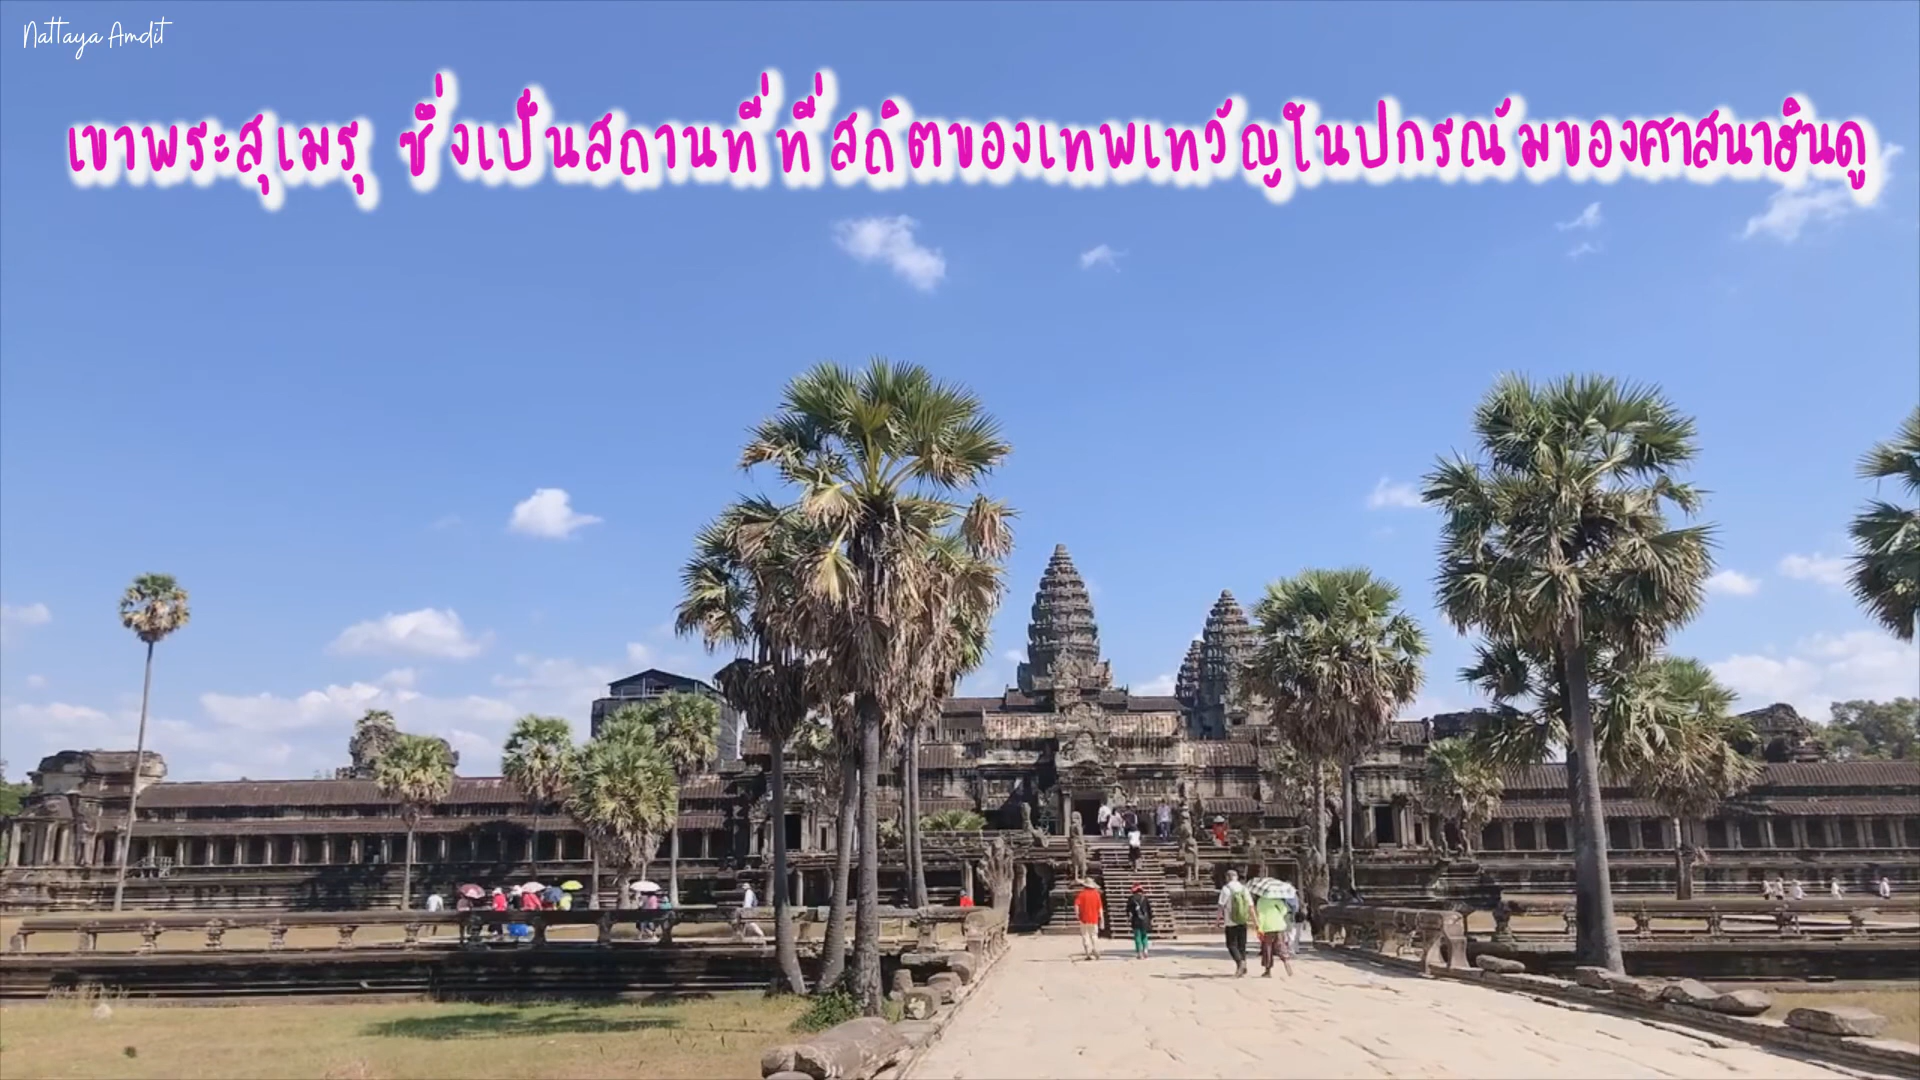 Nattaya Amdit
เขาพระสุเมรุ ซึ่งเป็นสถานที่ที่สถิตของเทพเทวัญในปกรณัมของศาสนาฮินดู